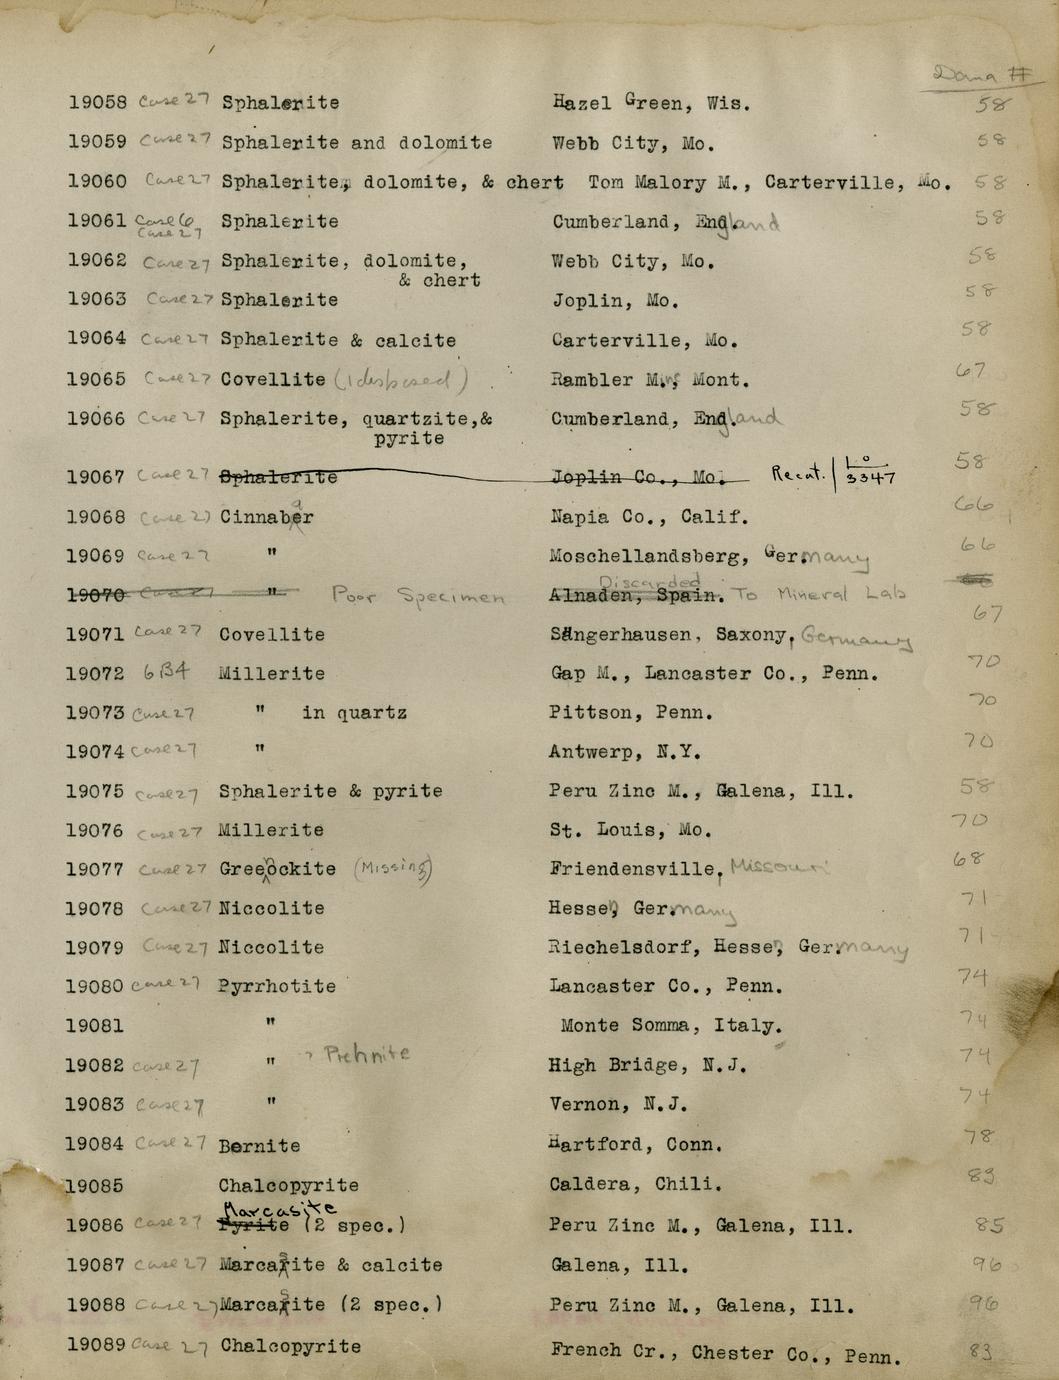 Dana #
19058 Case 27 Sphalerite Hazel Green, Wis. 58
19059 Case 27 Sphalerite and dolomite Webb City, Mo. 58
19060 Case 27 Sphalerite, dolomite, & chert Tom Malory M., Carterville, Mo. 58
19061 Case 6 Sphalerite Cumberland, England 58
Case 27
19062 Case 27 Sphalerite, dolomite, Webb City, Mo. 58
& chert
19063 Case 27 Sphalerite Joplin, Mo. 58
19064 Case 27 Sphalerite & calcite Carterville, Mo. 58
19065 Case 27 Covellite (1 disposed) Rambler M., Mont. 67
19066 Case 27 Sphalerite, quartzite,& Cumberland, England 58
pyrite
19067 Case 27 Sphalerite Joplin Co., Mo. Recat. 10 58
3347
19068 Case 27 Cinnabar Napia Co., Calif. 66
19069 Case 27 " Moschellandsberg, Germany 66
Discarded
19070 Case 27 " Poor Specimen Alnaden, Spain. To Mineral Lab
19071 Case 27 Covellite Sangerhausen, Saxony, Germany 67
19072 6B4 Millerite Gap M., Lancaster Co., Penn. 70
19073 Case 27 " in quartz Pittson, Penn. 70
19074 Case 27 " Antwerp, N.Y. 70
19075 Case 27 Sphalerite & pyrite Peru Zinc M., Galena, Ill. 58
19076 Case 27 Millerite St. Louis, Mo. 70
19077 Case 27 Greenockite (Missing) Friendensville, Missouri 68
19078 Case 27 Niccolite Hesse, Germany 71
19079 Case 27 Niccolite Riechelsdorf, Hesse, Germany 71
19080 Case 27 Pyrrhotite Lancaster Co., Penn. 74
19081 " Monte Somma, Italy. 74
19082 Case 27 " ? Prehnite High Bridge, N.J. 74
19083 Case 27 " Vernon, N.J. 74
19084 Case 27 Bernite Hartford, Conn. 78
19085 Chalcopyrite Caldera, Chili. 83
Marcasite
19086 Case 27 Pyrite (2 spec.) Peru Zinc M., Galena, Ill. 85
19087 Case 27 Marcasite & calcite Galena, Ill. 96
19088 Case 27 Marcasite (2 spec.) Peru Zinc M., Galena, Ill. 96
19089 Case 27 Chalcopyrite French Cr., Chester Co., Penn. 83